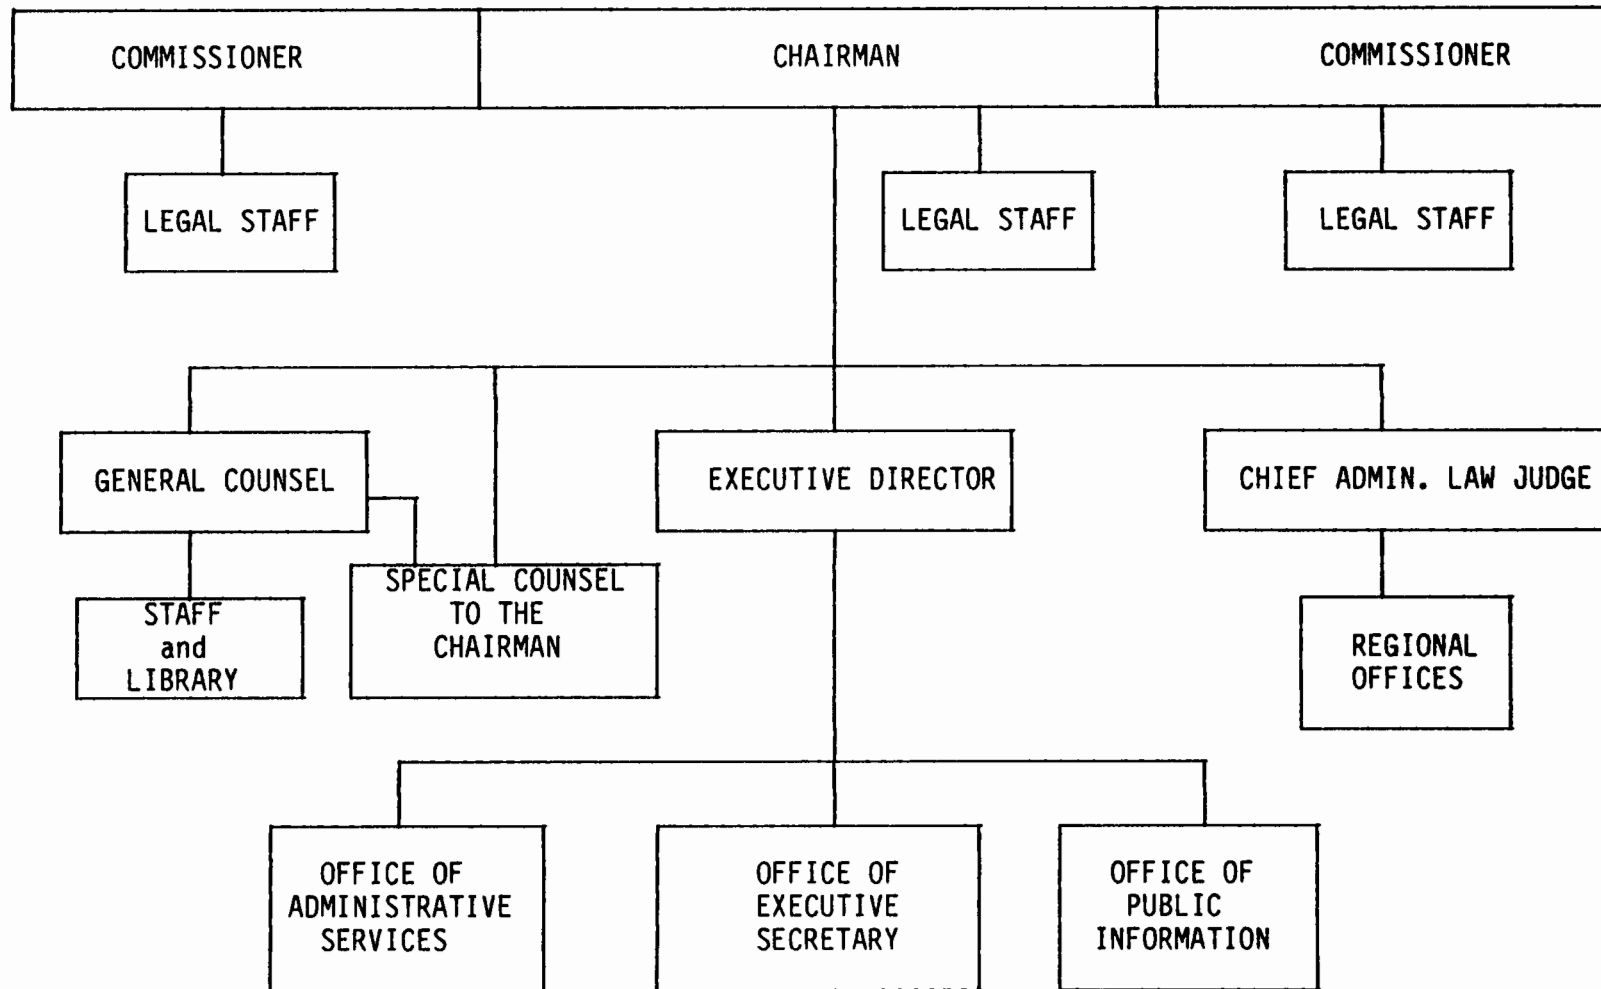 COMMISSIONER
CHAIRMAN
COMMISSIONER
LEGAL STAFF
LEGAL STAFF
LEGAL STAFF
GENERAL COUNSEL
EXECUTIVE DIRECTOR
CHIEF ADMIN. LAW JUDGE
STAFF
and
LIBRARY
SPECIAL COUNSEL
TO THE
CHAIRMAN
REGIONAL
OFFICES
OFFICE OF
ADMINISTRATIVE
SERVICES
OFFICE OF
EXECUTIVE
SECRETARY
OFFICE OF
PUBLIC
INFORMATION